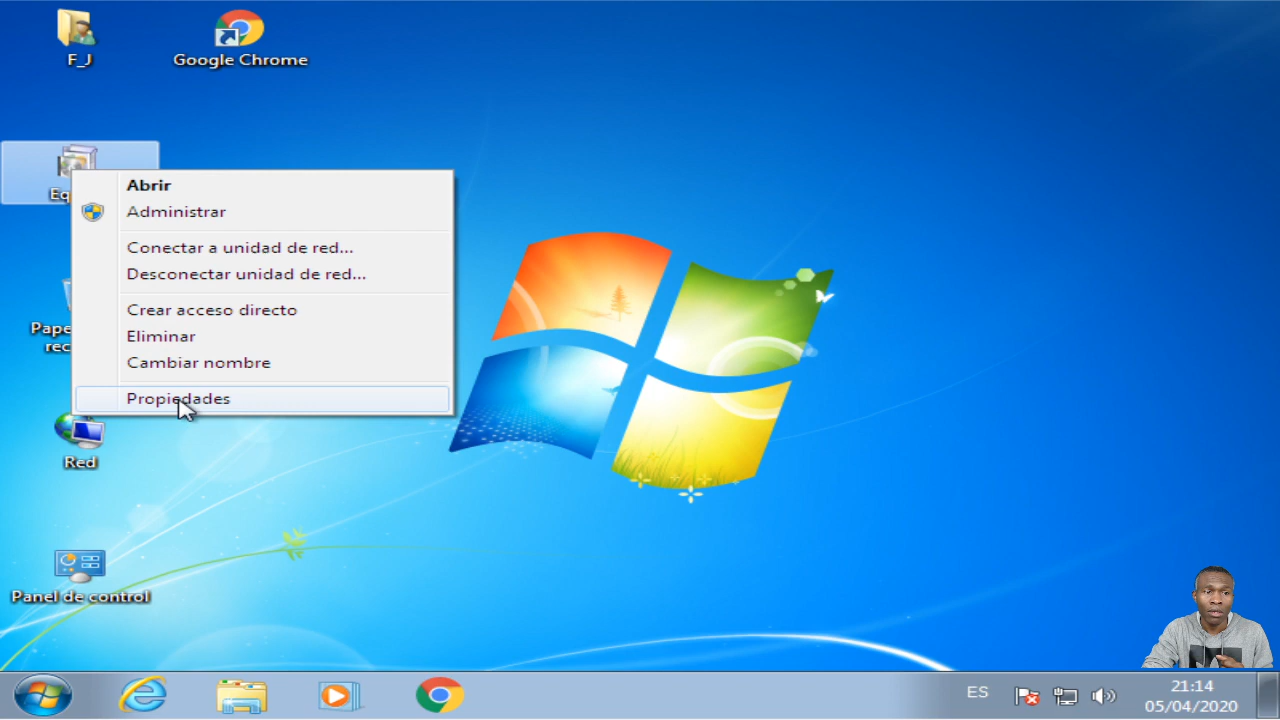 F_J
Google Chrome
Abrir
Administrar
Conectar a unidad de red...
Desconectar unidad de red...
Crear acceso directo
Eliminar
Cambiar nombre
Propiedades
Red
Panel de control
ES
21:14
05/04/2020